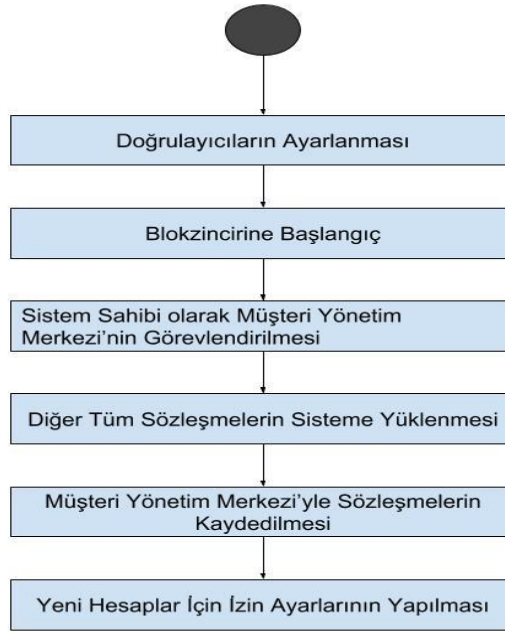 Doğrulayıcıların Ayarlanması
Blokzincirine Başlangıç
Sistem Sahibi olarak Müşteri Yönetim
Merkezi’nin Görevlendirilmesi
Diğer Tüm Sözleşmelerin Sisteme Yüklenmesi
Müşteri Yönetim Merkezi’yle Sözleşmelerin
Kaydedilmesi
Yeni Hesaplar İçin İzin Ayarlarının Yapılması